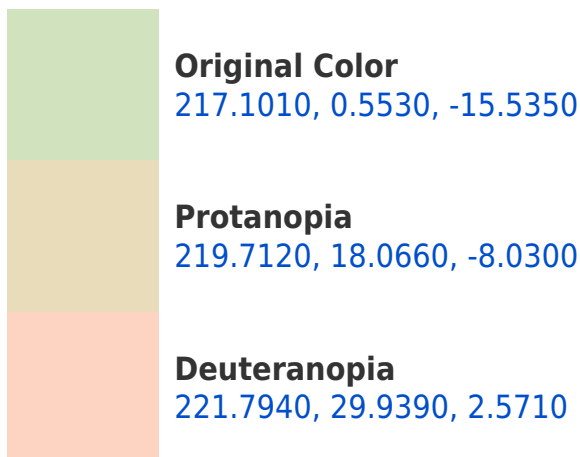 Original Color
217.1010, 0.5530, -15.5350
Protanopia
219.7120, 18.0660, -8.0300
Deuteranopia
221.7940, 29.9390, 2.5710